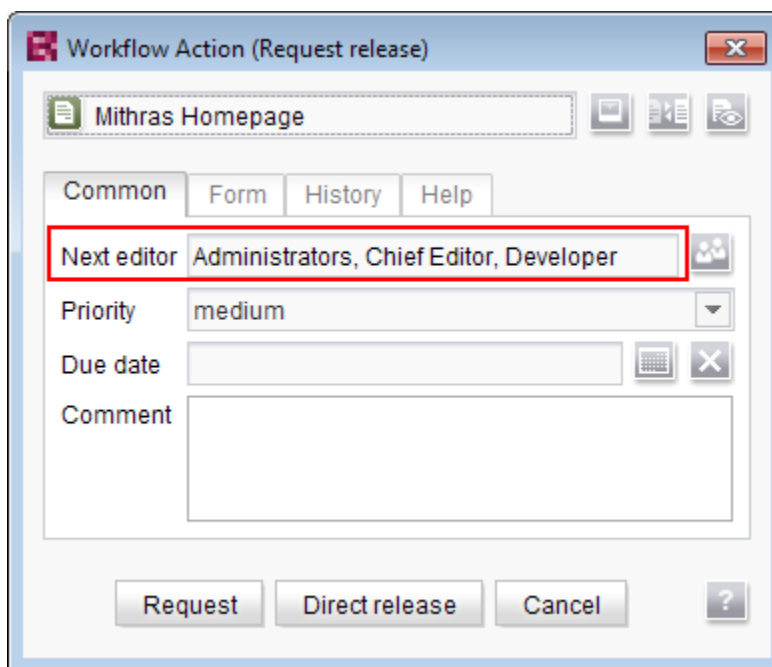 Workflow Action (Request release)
Mithras Homepage
Common Form History Help
Next editor Administrators, Chief Editor, Developer
Priority medium
Due date
Comment
Request Direct release Cancel ?